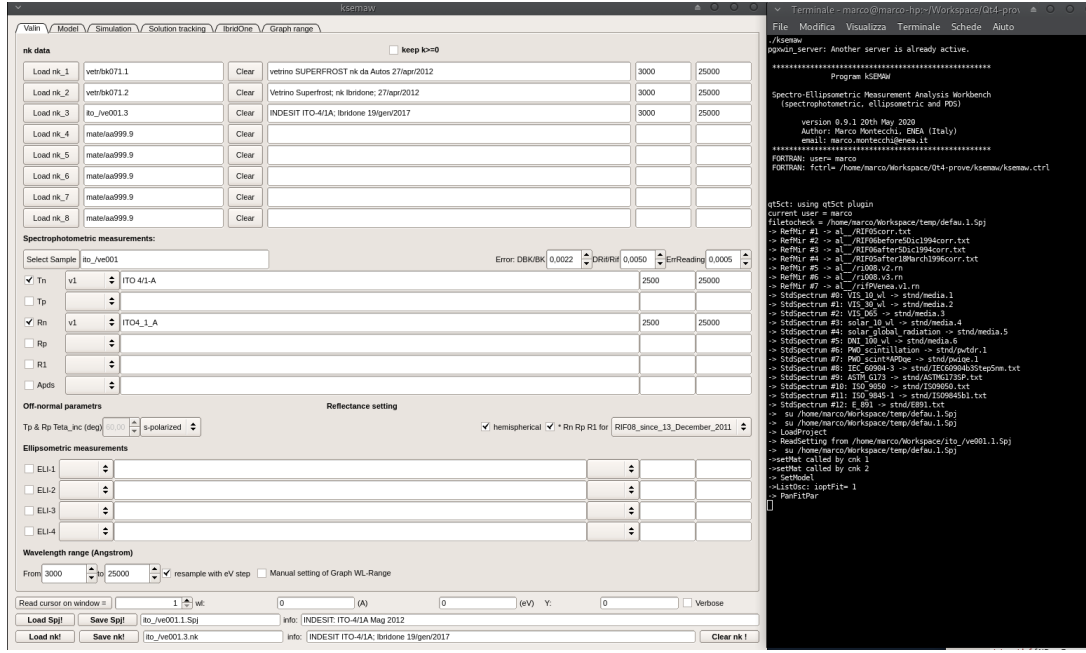 ksemaw
Valin Model Simulation Solution tracking IbridOne Graph range
nk data
keep k>=0
Load nk_1 vetr/bk071.1 Clear vetrino SUPERFROST nk da Autos 27/apr/2012 3000 25000
Load nk_2 vetr/bk071.2 Clear Vetrino Superfrost; nk Ibridone; 27/apr/2012 3000 25000
Load nk_3 ito_/ve001.3 Clear INDESIT ITO-4/1A; Ibridone 19/gen/2017 3000 25000
Load nk_4 mate/aa999.9 Clear
Load nk_5 mate/aa999.9 Clear
Load nk_6 mate/aa999.9 Clear
Load nk_7 mate/aa999.9 Clear
Load nk_8 mate/aa999.9 Clear
Spectrophotometric measurements:
Select Sample ito_/ve001 Error: DBK/BK 0,0022 DRif/Rif 0,0050 ErrReading 0,0005
Tn v1 ITO 4/1-A 2500 25000
Tp
Rn v1 ITO4_1_A 2500 25000
Rp
R1
Apds
Off-normal parametrs Reflectance setting
Tp & Rp Teta_inc (deg) 60.00 s-polarized hemispherical * Rn Rp R1 for RIF08_since_13_December_2011
Ellipsometric measurements
ELI-1
ELI-2
ELI-3
ELI-4
Wavelength range (Angstrom)
From 3000 to 25000 resample with eV step Manual setting of Graph WL-Range
Read cursor on window = 1 wl: 0 (A) 0 (eV) Y: 0 Verbose
Load Spj! Save Spj! ito_/ve001.1.Spj info: INDESIT: ITO-4/1A Mag 2012
Load nk! Save nk! ito_/ve001.3.nk info: INDESIT ITO-4/1A; Ibridone 19/gen/2017 Clear nk !
Terminale - marco@marco-hp:~/Workspace/Qt4-prov
File Modifica Visualizza Terminale Schede Aiuto
./ksemaw
pgxwin_server: Another server is already active.
****************************************************
Program kSEMAW
Spectro-Ellipsometric Measurement Analysis Workbench
(spectrophotometric, ellipsometric and PDS)
version 0.9.1 20th May 2020
Author: Marco Montecchi, ENEA (Italy)
email: marco.montecchi@enea.it
****************************************************
FORTRAN: user= marco
FORTRAN: fctrl= /home/marco/Workspace/Qt4-prove/ksemaw/ksemaw.ctrl
qt5ct: using qt5ct plugin
current user = marco
filetocheck = /home/marco/Workspace/temp/defau.1.Spj
-> RefMir #1 -> al__/RIF05corr.txt
-> RefMir #2 -> al__/RIF06before5Dic1994corr.txt
-> RefMir #3 -> al__/RIF06after5Dic1994corr.txt
-> RefMir #4 -> al__/RIF05after18March1996corr.txt
-> RefMir #5 -> al__/ri008.v2.rn
-> RefMir #6 -> al__/ri008.v3.rn
-> RefMir #7 -> al__/rifPVenea.v1.rn
-> StdSpectrum #0: VIS_10_wl -> stnd/media.1
-> StdSpectrum #1: VIS_30_wl -> stnd/media.2
-> StdSpectrum #2: VIS_D65 -> stnd/media.3
-> StdSpectrum #3: solar_10_wl -> stnd/media.4
-> StdSpectrum #4: solar_global_radiation -> stnd/media.5
-> StdSpectrum #5: DNI_100_wl -> stnd/media.6
-> StdSpectrum #6: PWO_scintillation -> stnd/pwtdr.1
-> StdSpectrum #7: PWO_scint*APDqe -> stnd/pwiqe.1
-> StdSpectrum #8: IEC_60904-3 -> stnd/IEC60904b3Step5nm.txt
-> StdSpectrum #9: ASTM_G173 -> stnd/ASTMG173SP.txt
-> StdSpectrum #10: ISO_9050 -> stnd/ISO9050.txt
-> StdSpectrum #11: ISO_9845-1 -> stnd/ISO9845b1.txt
-> StdSpectrum #12: E_891 -> stnd/E891.txt
-> su /home/marco/Workspace/temp/defau.1.Spj
-> su /home/marco/Workspace/temp/defau.1.Spj
-> LoadProject
-> ReadSetting from /home/marco/Workspace/ito_/ve001.1.Spj
-> su /home/marco/Workspace/temp/defau.1.Spj
->setMat called by cnk 1
->setMat called by cnk 2
-> SetModel
->ListOsc: ioptFit= 1
-> PanFitPar